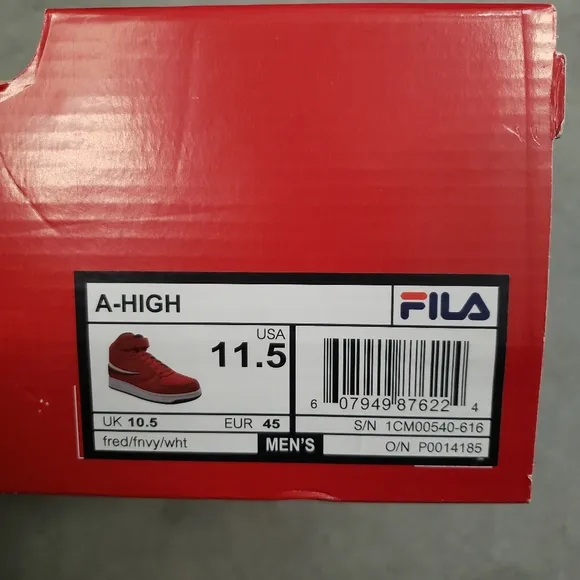 A-HIGH
FILA
USA
11.5
UK 10.5 EUR 45
fred/fnvy/wht
MEN'S
6 07949 87622 4
S/N 1CM00540-616
O/N P0014185